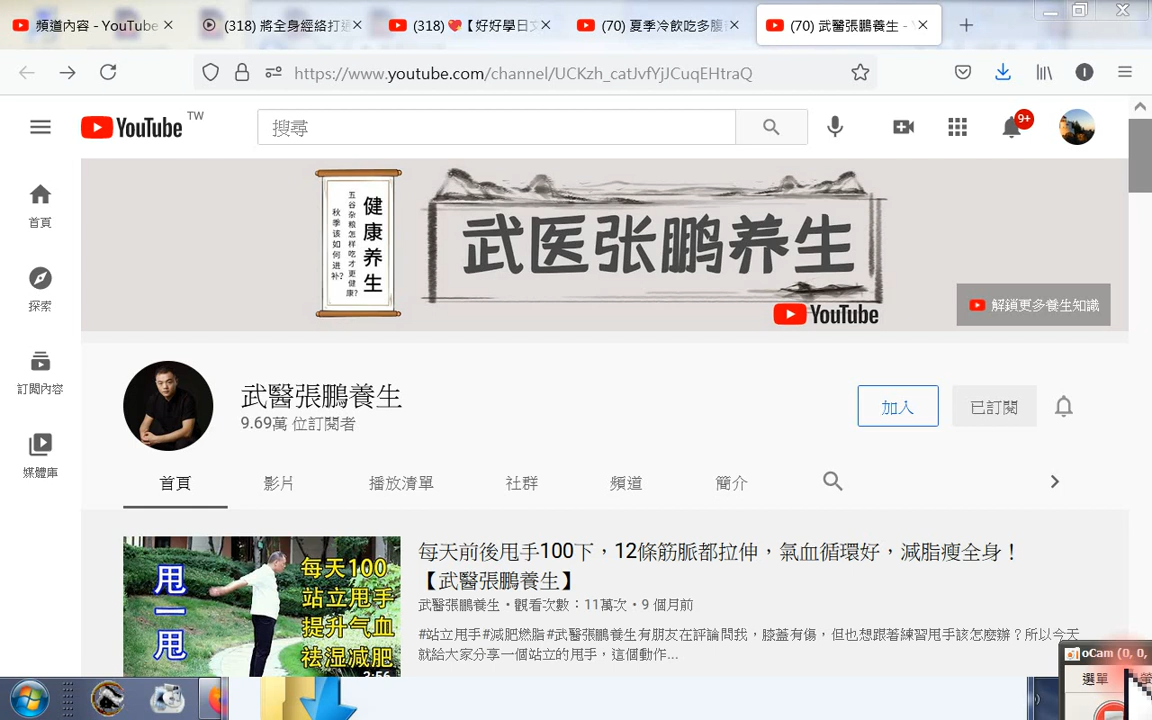 頻道內容 - YouTube
(318) 將全身經絡打
(318)❤【好好學日文
(70) 夏季冷飲吃多
(70) 武醫張鵬養生 -
https://www.youtube.com/channel/UCKzh_catJvfYjJCuqEHtraQ
YouTube TW
搜尋
9+
首頁
探索
訂閱內容
媒體庫
健康养生
五谷杂粮怎样吃才更健康?
秋季该如何进补?
武医张鹏养生
YouTube
解鎖更多養生知識
武醫張鵬養生
9.69萬 位訂閱者
加入
已訂閱
首頁
影片
播放清單
社群
頻道
簡介
甩一甩
每天100
站立甩手
提升气血
祛湿减肥
每天前後甩手100下，12條筋脈都拉伸，氣血循環好，減脂瘦全身！
【武醫張鵬養生】
武醫張鵬養生 • 觀看次數：11萬次 • 9 個月前
#站立甩手#減肥燃脂#武醫張鵬養生有朋友在評論問我，膝蓋有傷，但也想跟著練習甩手該怎麼辦？所以今天
就給大家分享一個站立的甩手，這個動作...
oCam (0, 0,
選單